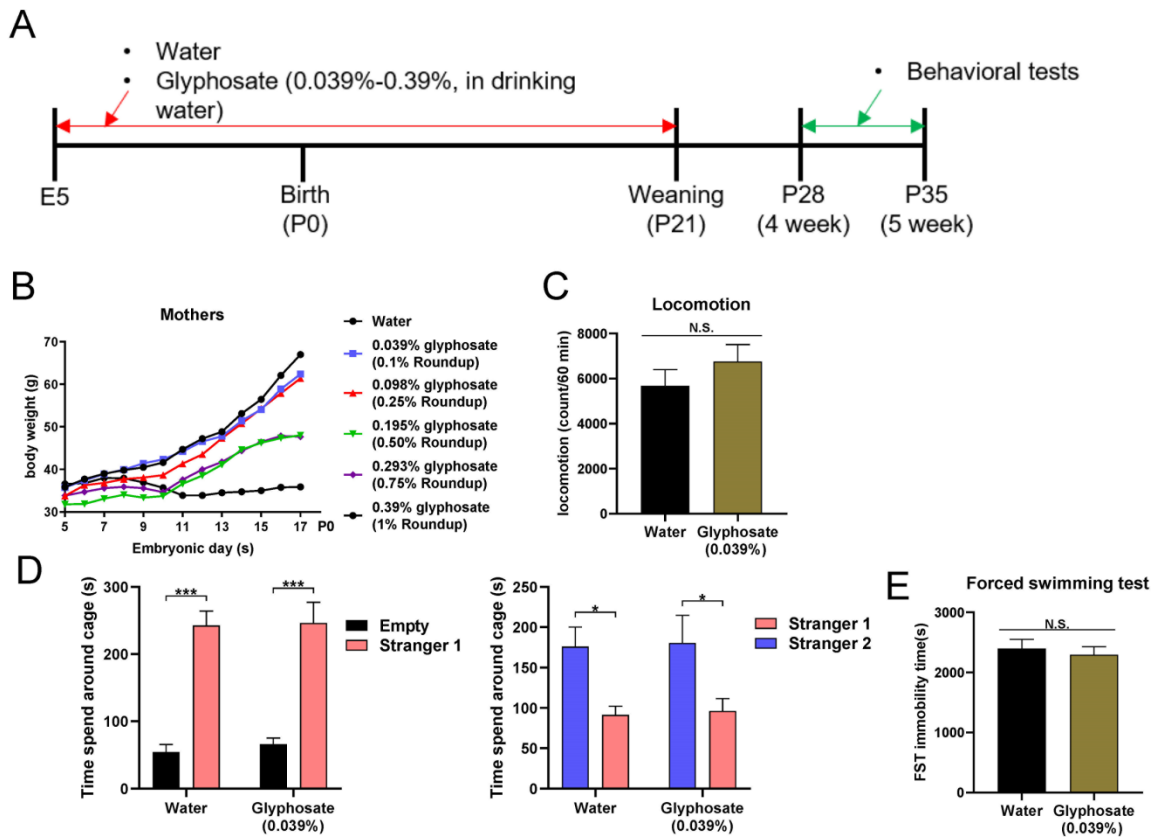 A
• Water
• Glyphosate (0.039%-0.39%, in drinking
water)
• Behavioral tests
E5
Birth
(P0)
Weaning
(P21)
P28
(4 week)
P35
(5 week)
B
Mothers
body weight (g)
70
60
50
40
30
5
7
9
11
13
15
17
P0
Embryonic day (s)
Water
0.039% glyphosate
(0.1% Roundup)
0.098% glyphosate
(0.25% Roundup)
0.195% glyphosate
(0.50% Roundup)
0.293% glyphosate
(0.75% Roundup)
0.39% glyphosate
(1% Roundup)
C
Locomotion
N.S.
locomotion (count/60 min)
8000
6000
4000
2000
0
Water
Glyphosate
(0.039%)
D
Time spend around cage (s)
300
200
100
0
***
***
Water
Glyphosate
(0.039%)
Empty
Stranger 1
Time spend around cage (s)
250
200
150
100
50
0
*
*
Water
Glyphosate
(0.039%)
Stranger 1
Stranger 2
E
Forced swimming test
N.S.
FST immobility time(s)
3000
2000
1000
0
Water
Glyphosate
(0.039%)